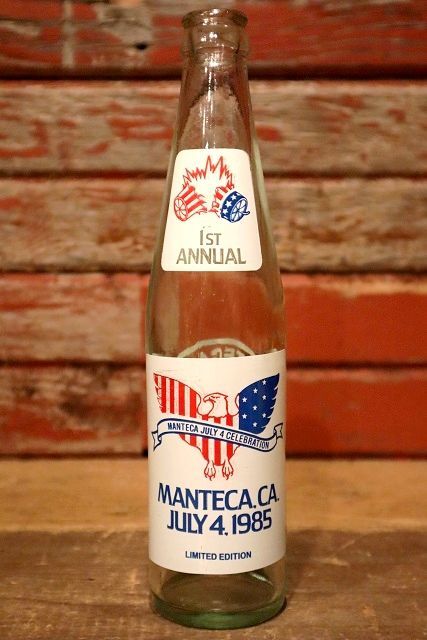 1ST
ANNUAL
MANTECA JULY 4 CELEBRATION
MANTECA, CA.
JULY 4, 1985
LIMITED EDITION